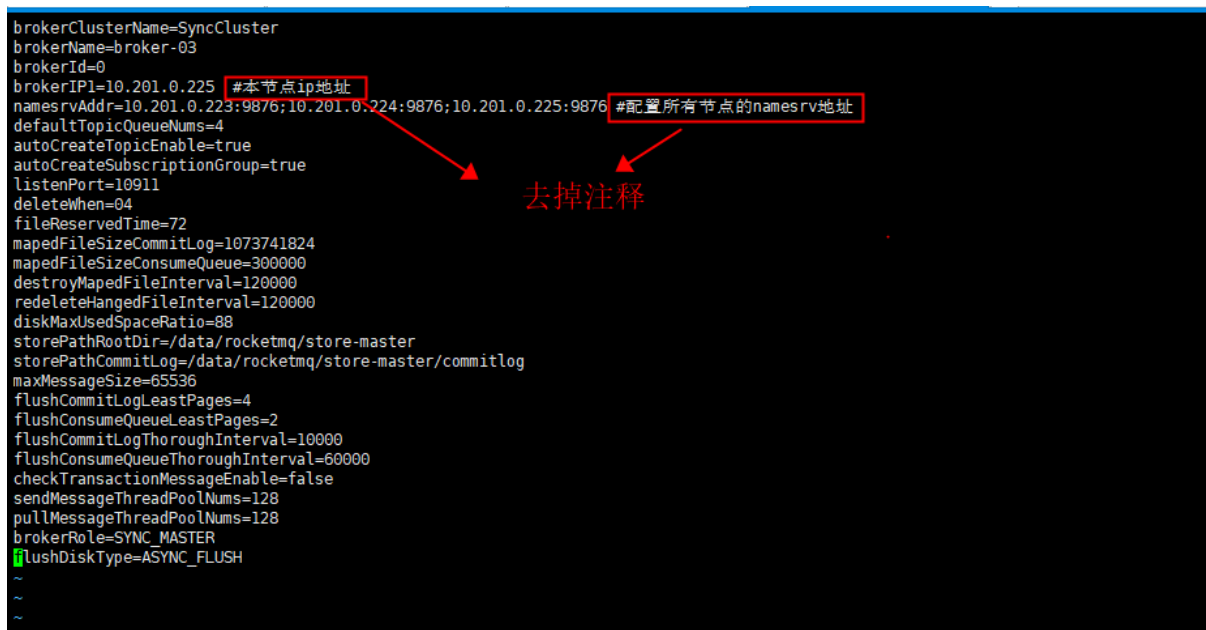 brokerClusterName=SyncCluster
brokerName=broker-03
brokerId=0
brokerIP1=10.201.0.225 #本节点ip地址
namesrvAddr=10.201.0.223:9876;10.201.0.224:9876;10.201.0.225:9876 #配置所有节点的namesrv地址
defaultTopicQueueNums=4
autoCreateTopicEnable=true
autoCreateSubscriptionGroup=true
listenPort=10911
去掉注释
deleteWhen=04
fileReservedTime=72
mapedFileSizeCommitLog=1073741824
mapedFileSizeConsumeQueue=300000
destroyMapedFileInterval=120000
redeleteHangedFileInterval=120000
diskMaxUsedSpaceRatio=88
storePathRootDir=/data/rocketmq/store-master
storePathCommitLog=/data/rocketmq/store-master/commitlog
maxMessageSize=65536
flushCommitLogLeastPages=4
flushConsumeQueueLeastPages=2
flushCommitLogThoroughInterval=10000
flushConsumeQueueThoroughInterval=60000
checkTransactionMessageEnable=false
sendMessageThreadPoolNums=128
pullMessageThreadPoolNums=128
brokerRole=SYNC_MASTER
flushDiskType=ASYNC_FLUSH
~
~
~